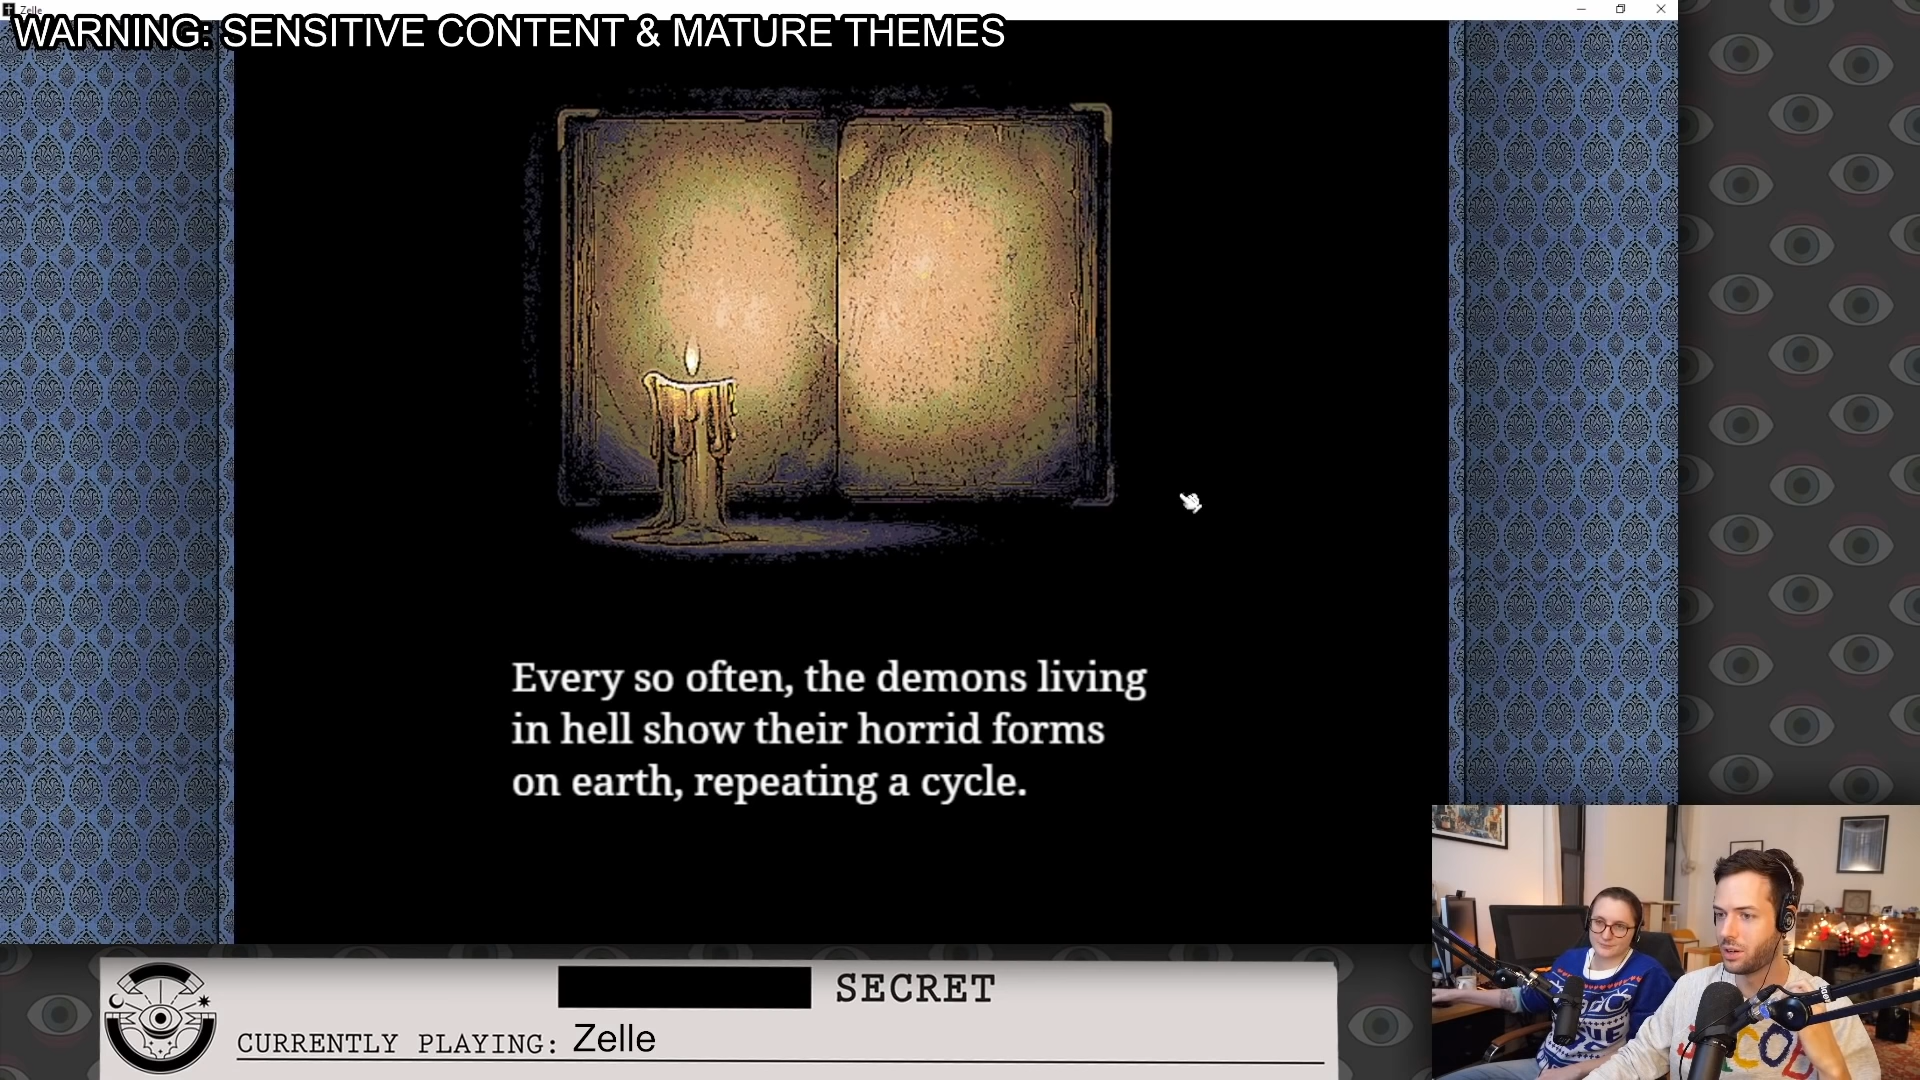 Zelle
WARNING: SENSITIVE CONTENT & MATURE THEMES
Every so often, the demons living
in hell show their horrid forms
on earth, repeating a cycle.
SECRET
CURRENTLY PLAYING: Zelle